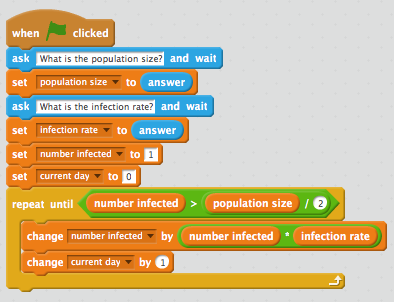 when clicked
ask What is the population size? and wait
set population size to answer
ask What is the infection rate? and wait
set infection rate to answer
set number infected to 1
set current day to 0
repeat until number infected > population size / 2
change number infected by number infected * infection rate
change current day by 1